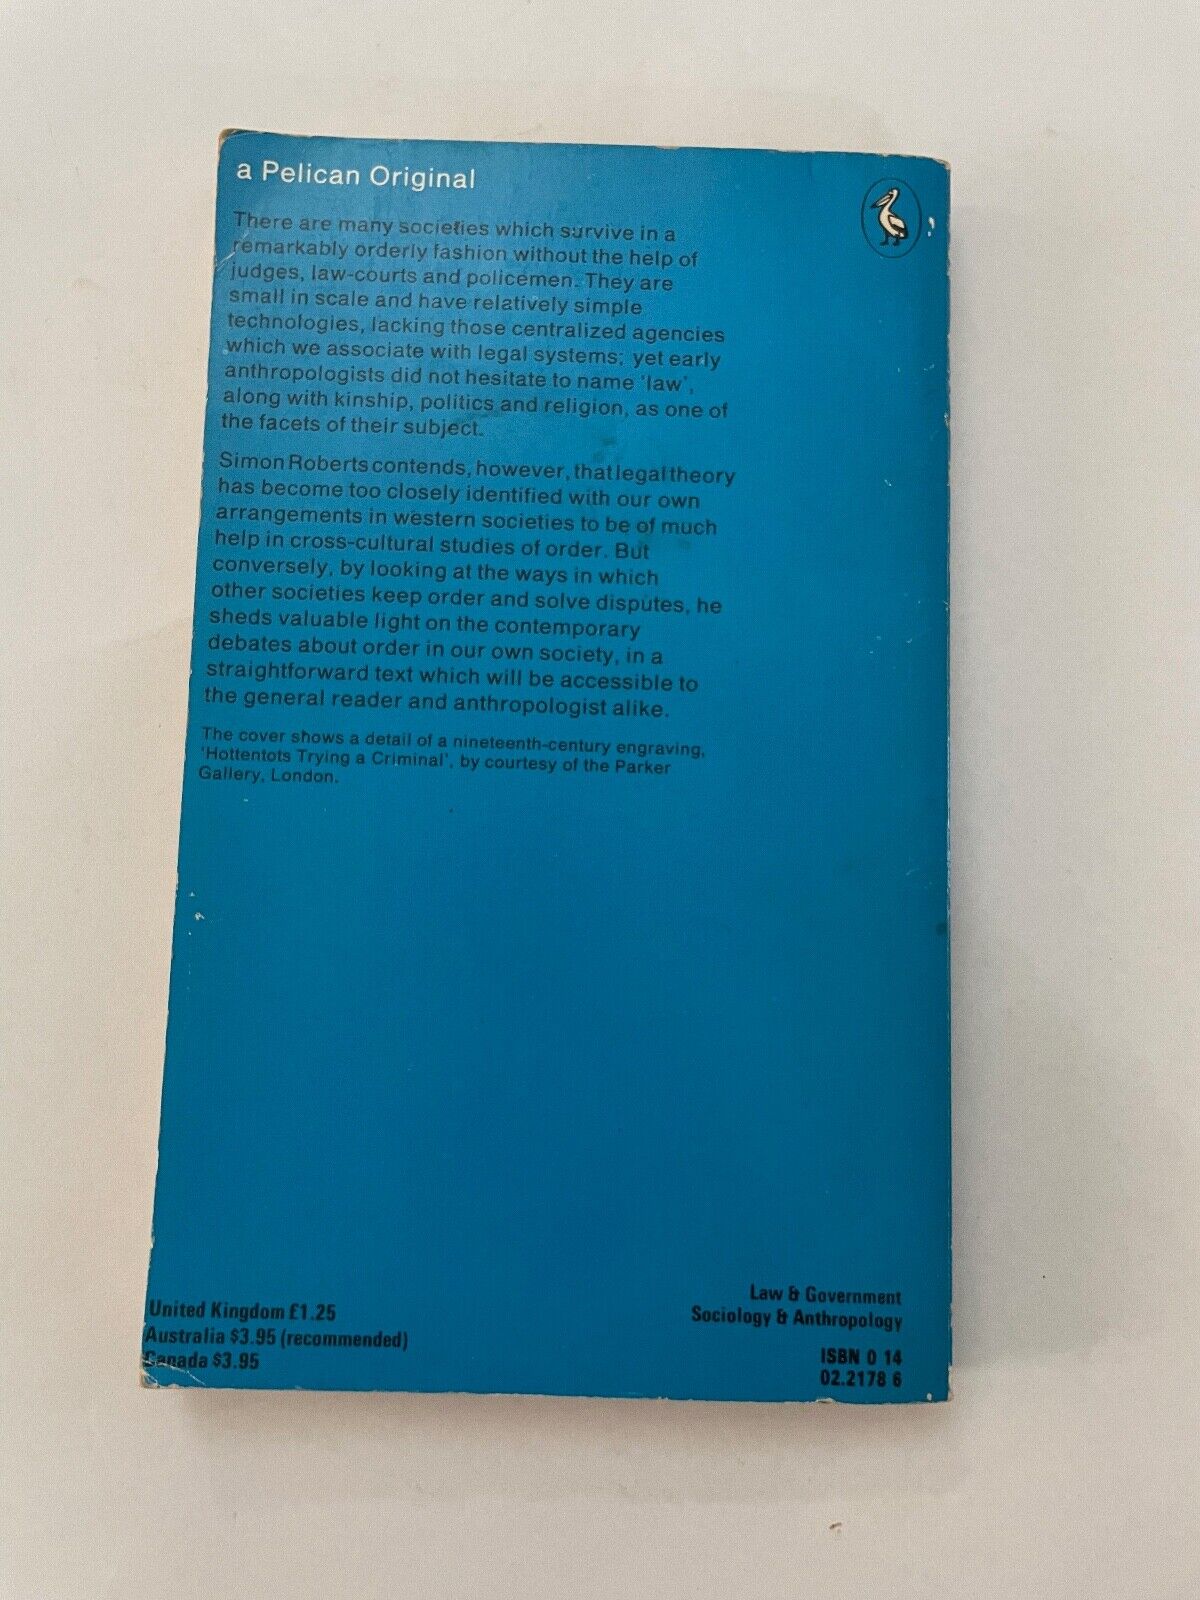 a Pelican Original
There are many societies which survive in a
remarkably orderly fashion without the help of
judges, law-courts and policemen. They are
small in scale and have relatively simple
technologies, lacking those centralized agencies
which we associate with legal systems; yet early
anthropologists did not hesitate to name 'law',
along with kinship, politics and religion, as one of
the facets of their subject.
Simon Roberts contends, however, that legal theory
has become too closely identified with our own
arrangements in western societies to be of much
help in cross-cultural studies of order. But
conversely, by looking at the ways in which
other societies keep order and solve disputes, he
sheds valuable light on the contemporary
debates about order in our own society, in a
straightforward text which will be accessible to
the general reader and anthropologist alike.
The cover shows a detail of a nineteenth-century engraving,
'Hottentots Trying a Criminal', by courtesy of the Parker
Gallery, London.
United Kingdom £1.25
Australia $3.95 (recommended)
Canada $3.95
Law & Government
Sociology & Anthropology
ISBN 0 14
02.2178 6